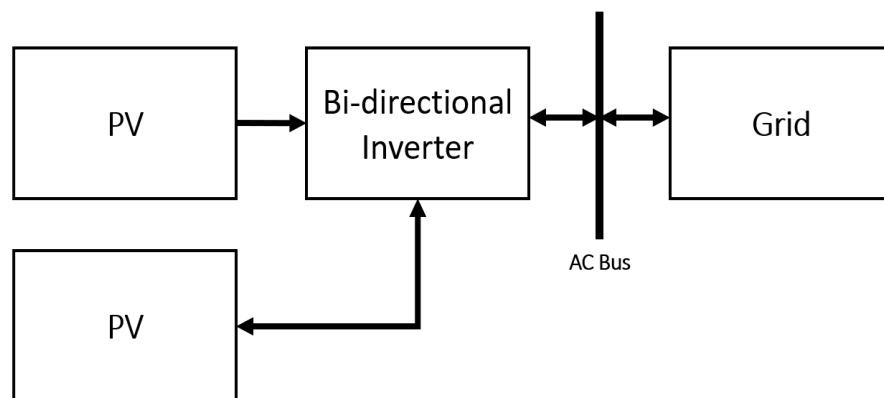 PV
Bi-directional
Inverter
Grid
AC Bus
PV